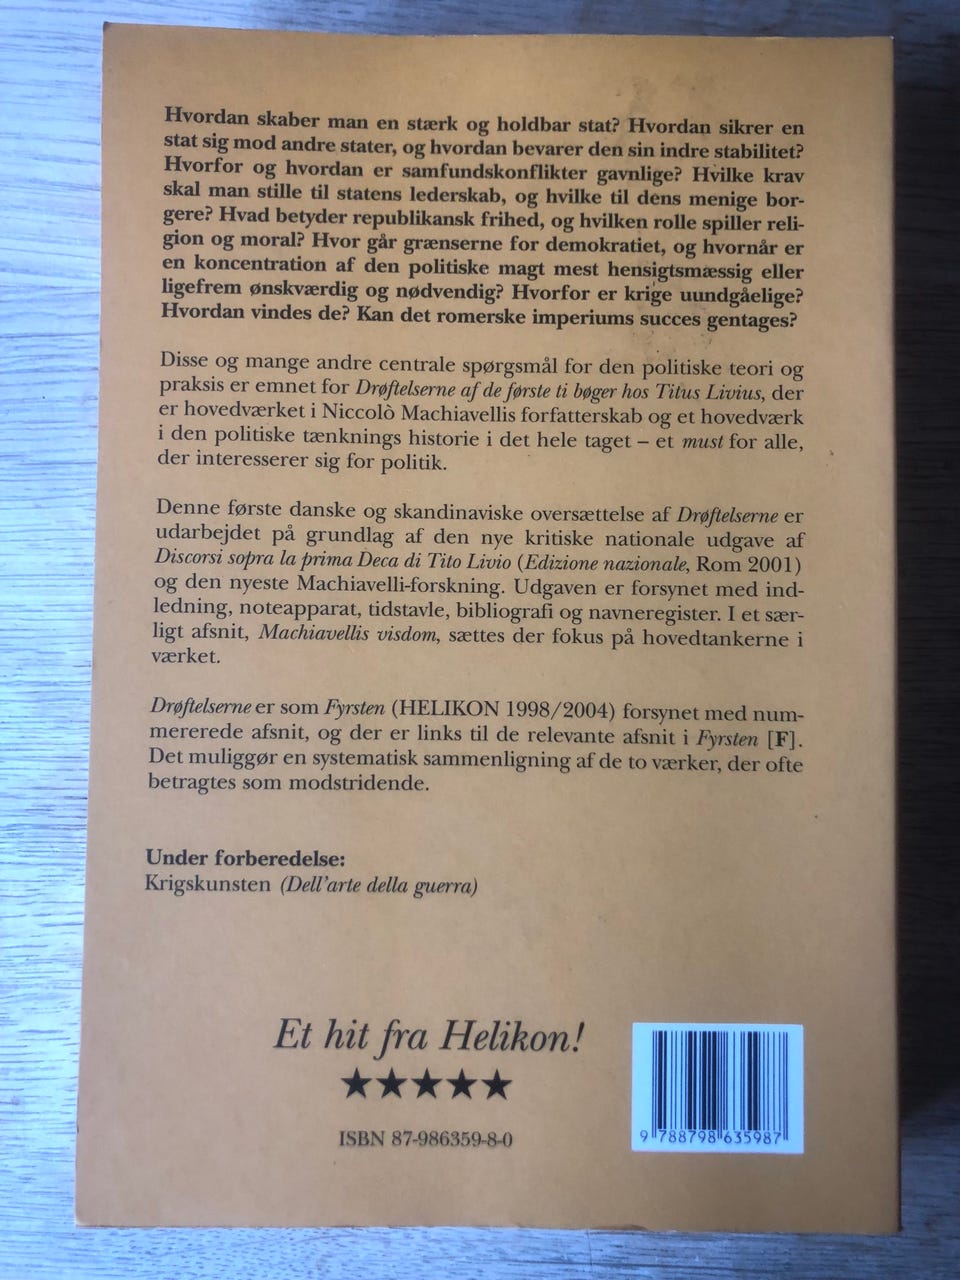 Hvordan skaber man en stærk og holdbar stat? Hvordan sikrer en
stat sig mod andre stater, og hvordan bevarer den sin indre stabilitet?
Hvorfor og hvordan er samfundskonflikter gavnlige? Hvilke krav
skal man stille til statens lederskab, og hvilke til dens menige bor-
gere? Hvad betyder republikansk frihed, og hvilken rolle spiller reli-
gion og moral? Hvor går grænserne for demokratiet, og hvornår er
en koncentration af den politiske magt mest hensigtsmæssig eller
ligefrem ønskværdig og nødvendig? Hvorfor er krige uundgåelige?
Hvordan vindes de? Kan det romerske imperiums succes gentages?
Disse og mange andre centrale spørgsmål for den politiske teori og
praksis er emnet for Drøftelserne af de første ti bøger hos Titus Livius, der
er hovedværket i Niccolò Machiavellis forfatterskab og et hovedværk
i den politiske tænknings historie i det hele taget – et must for alle,
der interesserer sig for politik.
Denne første danske og skandinaviske oversættelse af Drøftelserne er
udarbejdet på grundlag af den nye kritiske nationale udgave af
Discorsi sopra la prima Deca di Tito Livio (Edizione nazionale, Rom 2001)
og den nyeste Machiavelli-forskning. Udgaven er forsynet med ind-
ledning, noteapparat, tidstavle, bibliografi og navneregister. I et sær-
ligt afsnit, Machiavellis visdom, sættes der fokus på hovedtankerne i
værket.
Drøftelserne er som Fyrsten (HELIKON 1998/2004) forsynet med num-
mererede afsnit, og der er links til de relevante afsnit i Fyrsten [F].
Det muliggør en systematisk sammenligning af de to værker, der ofte
betragtes som modstridende.
Under forberedelse:
Krigskunsten (Dell'arte della guerra)
Et hit fra Helikon!
★★★★★
ISBN 87-986359-8-0
9 788798 635987